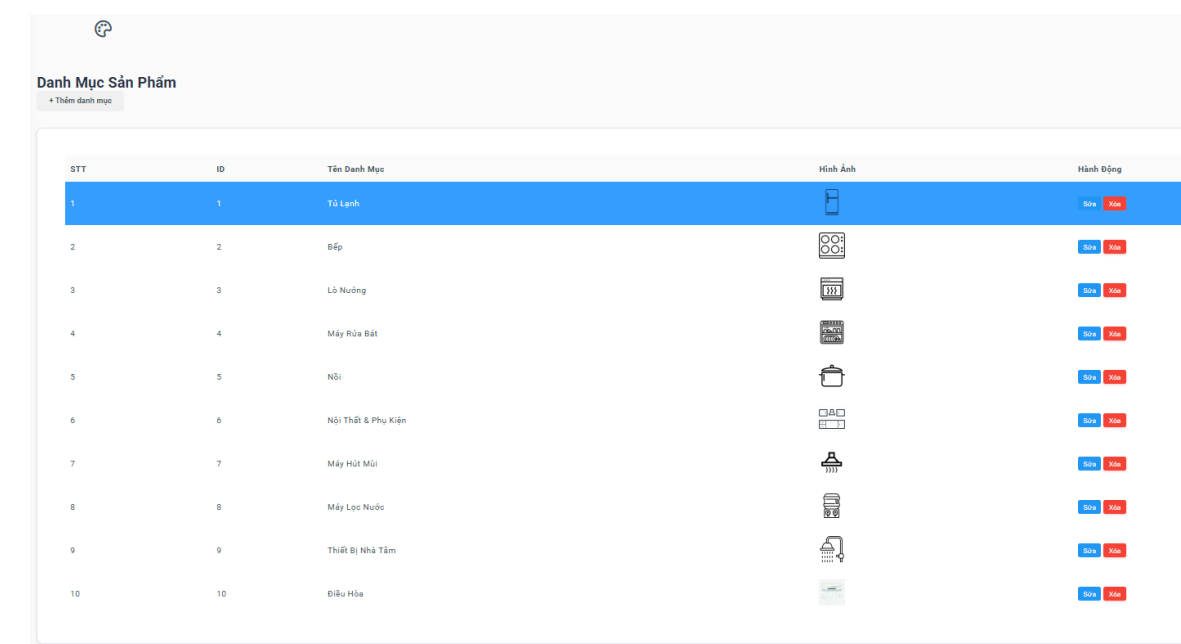 Danh Mục Sản Phẩm
+ Thêm danh mục
STT ID Tên Danh Mục Hình Ảnh Hành Động
1 1 Tủ Lạnh Sửa Xóa
2 2 Bếp Sửa Xóa
3 3 Lò Nướng Sửa Xóa
4 4 Máy Rửa Bát Sửa Xóa
5 5 Nồi Sửa Xóa
6 6 Nội Thất & Phụ Kiện Sửa Xóa
7 7 Máy Hút Mùi Sửa Xóa
8 8 Máy Lọc Nước Sửa Xóa
9 9 Thiết Bị Nhà Tắm Sửa Xóa
10 10 Điều Hòa Sửa Xóa